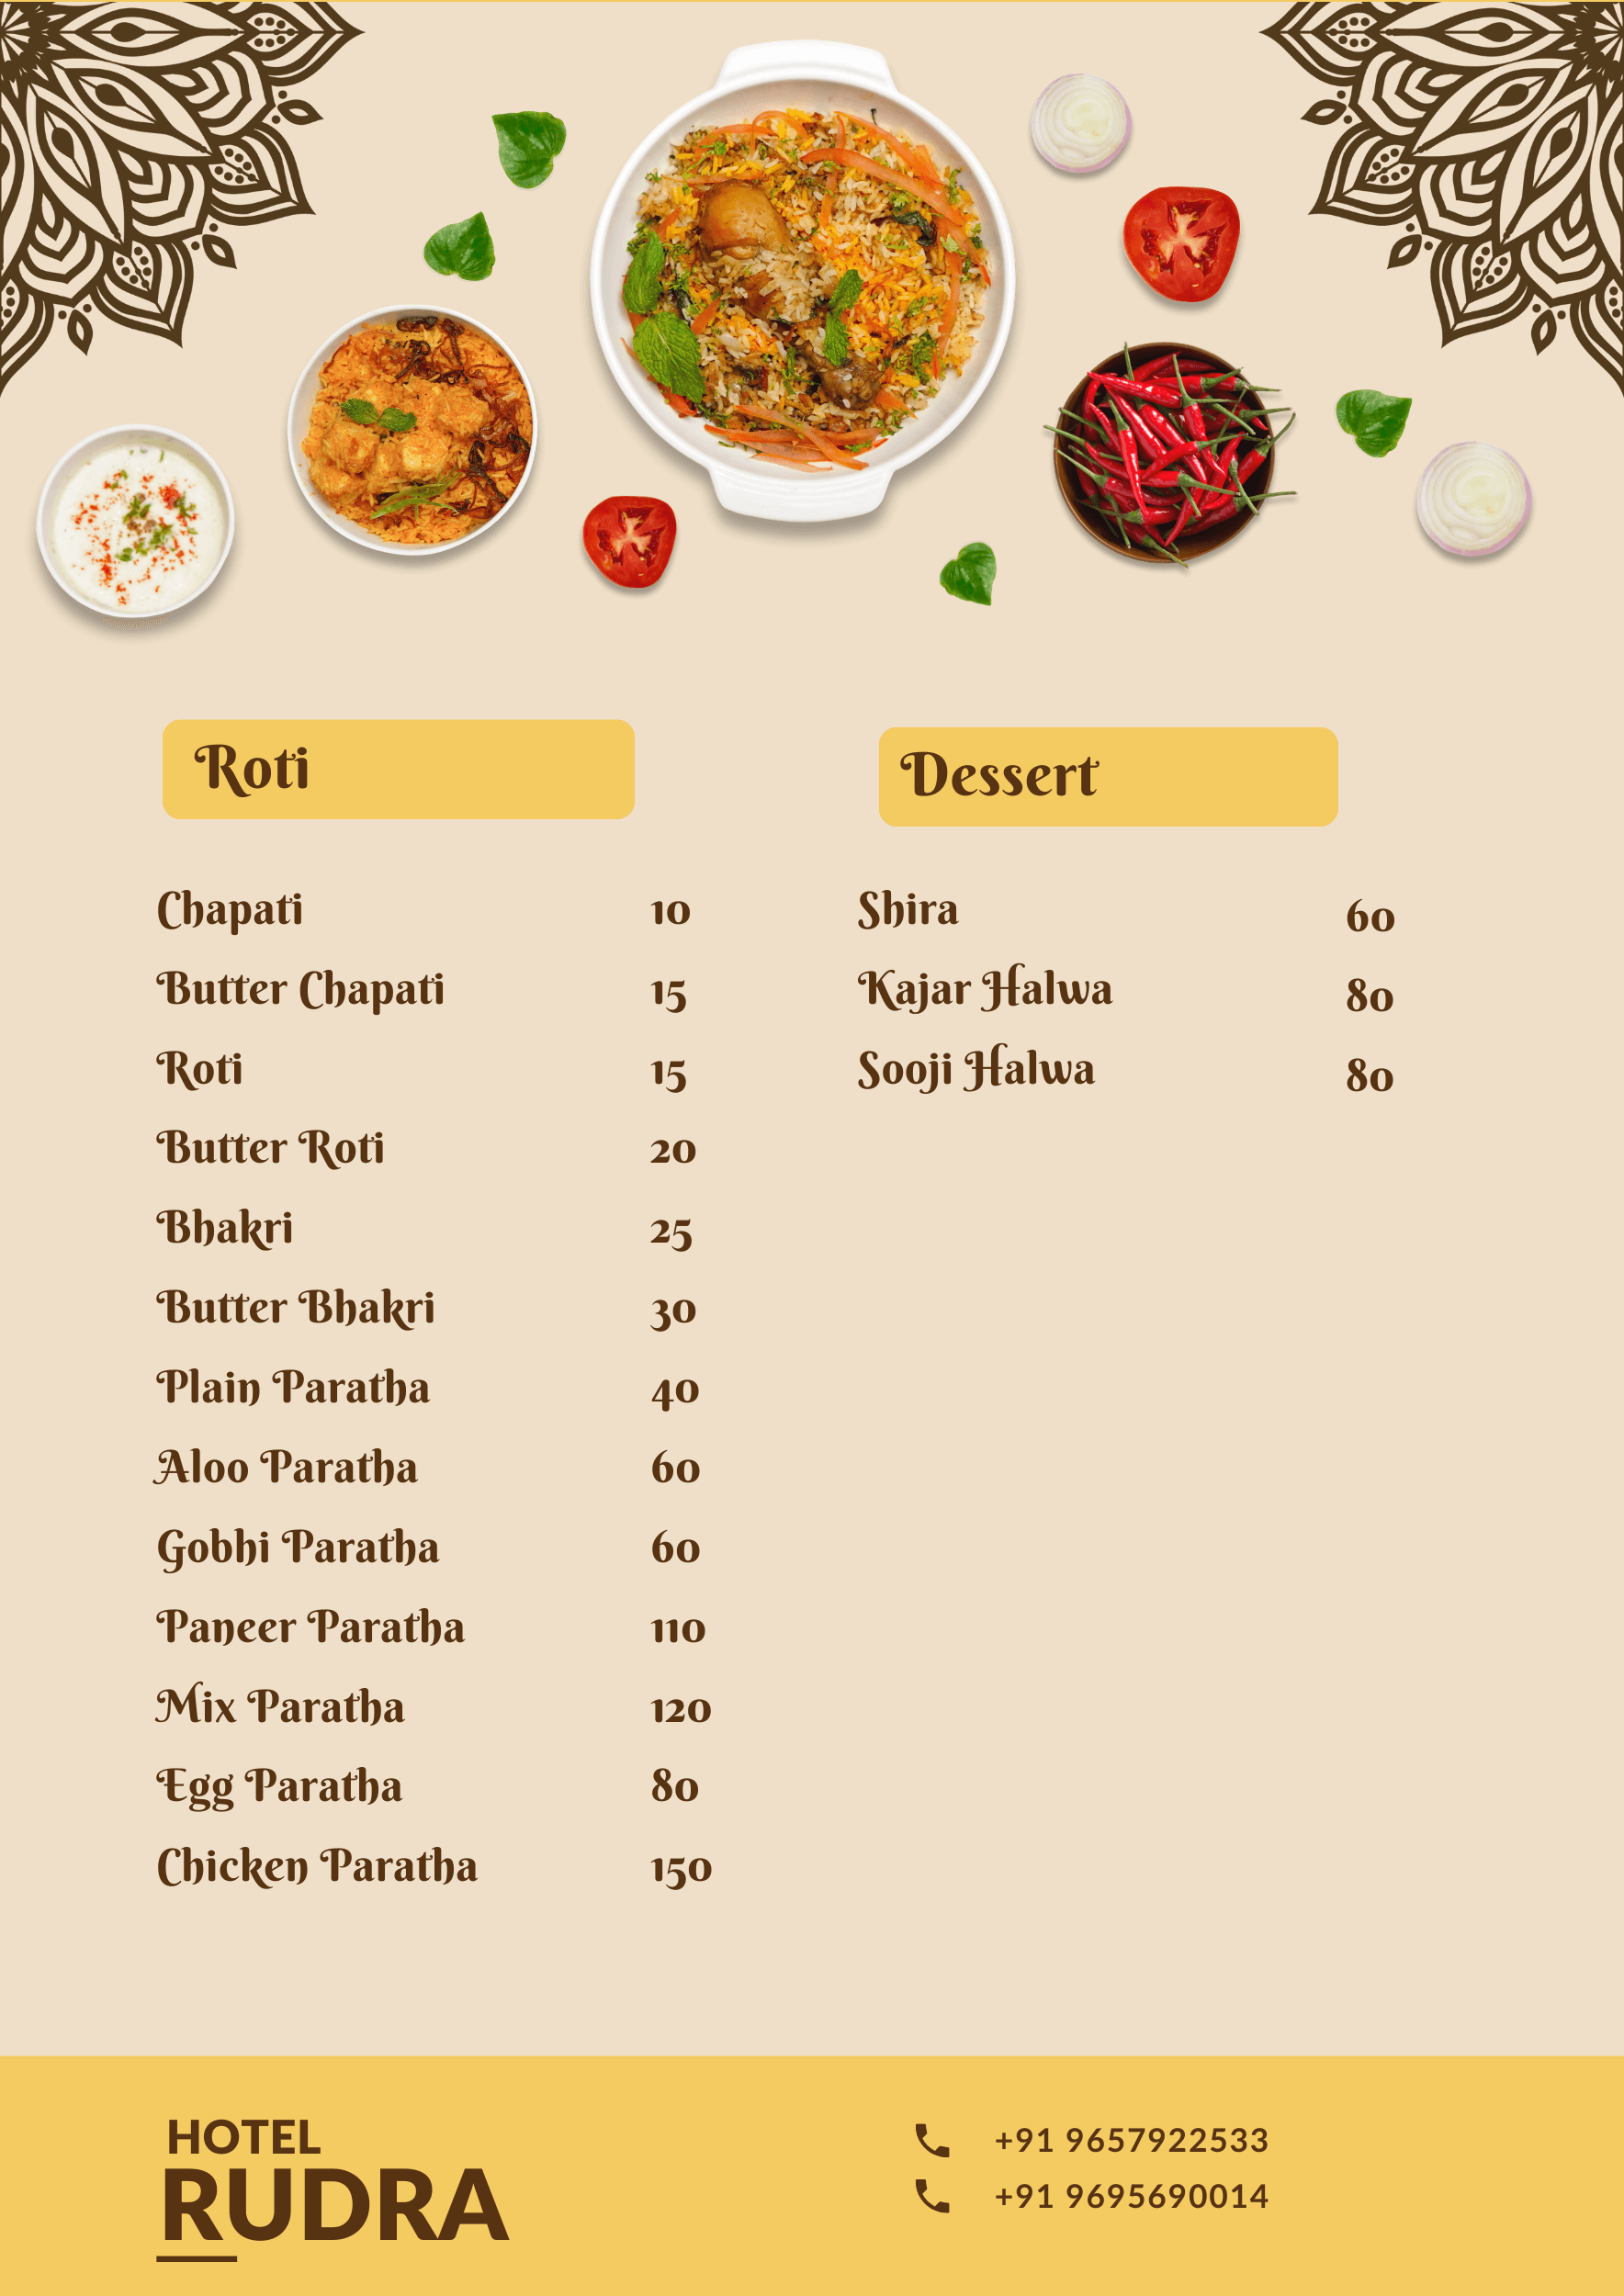 Roti
Chapati 10
Butter Chapati 15
Roti 15
Butter Roti 20
Bhakri 25
Butter Bhakri 30
Plain Paratha 40
Aloo Paratha 60
Gobhi Paratha 60
Paneer Paratha 110
Mix Paratha 120
Egg Paratha 80
Chicken Paratha 150
Dessert
Shira 60
Kajar Halwa 80
Sooji Halwa 80
HOTEL
RUDRA
+91 9657922533
+91 9695690014